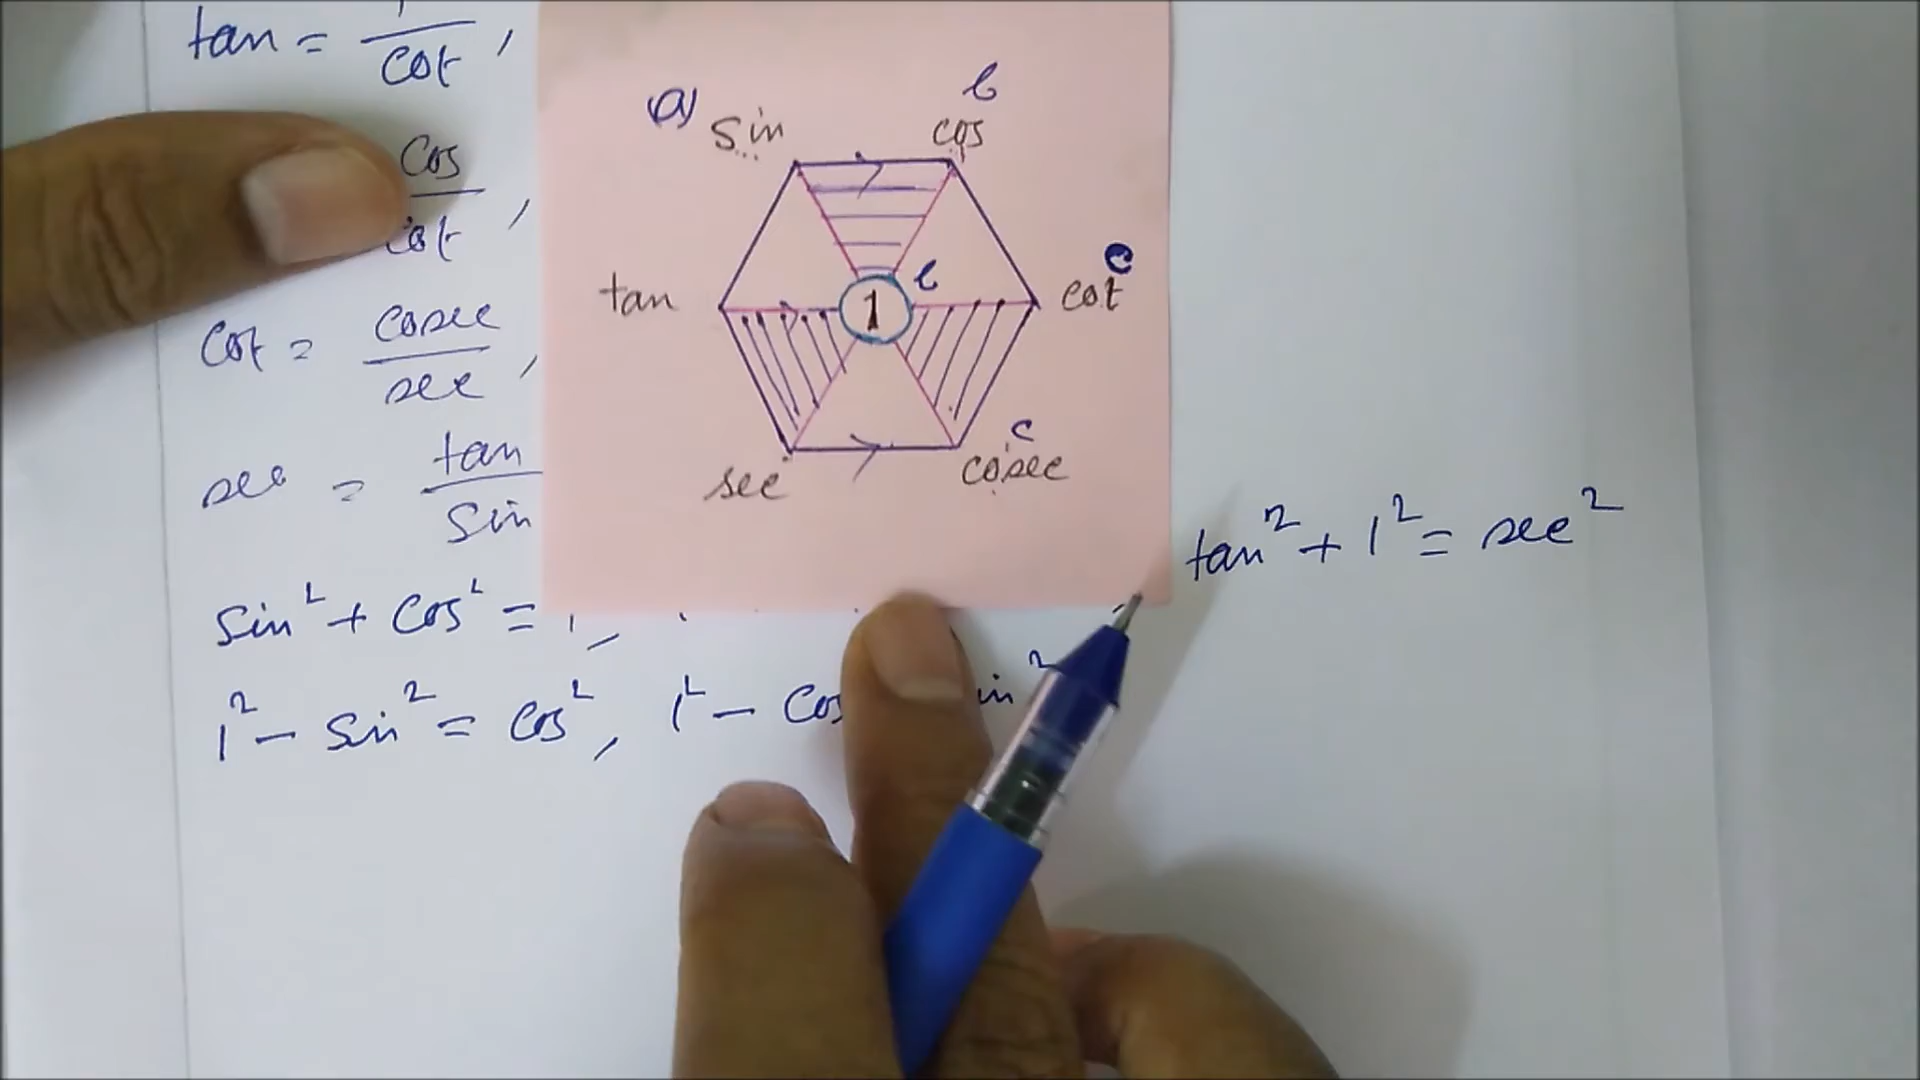 tan = 1/cot ,
cos/cot ,
cot = cosec/sec ,
sec = tan/sin
sin² + cos² = 1 ,
1² - sin² = cos² , 1² - cos in²
a sin b cos
tan 1 b cot c
sec c cosec
tan² + 1² = sec²